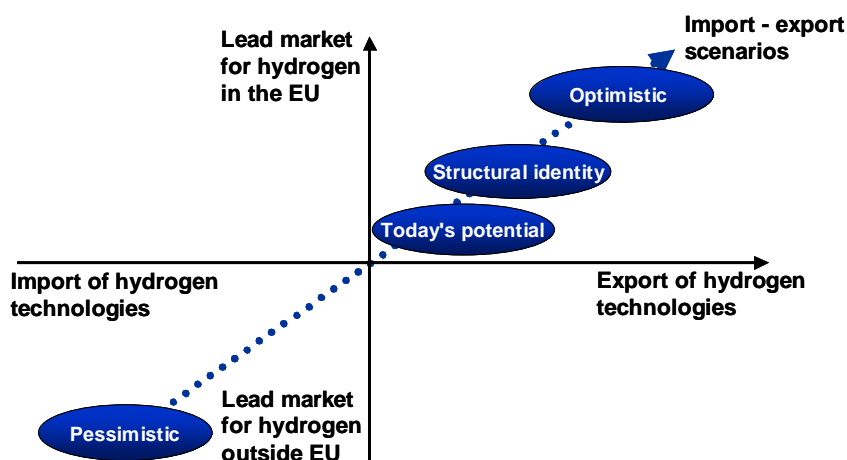 Lead market
for hydrogen
in the EU
Import - export
scenarios
Optimistic
Structural identity
Today's potential
Import of hydrogen
technologies
Export of hydrogen
technologies
Pessimistic
Lead market
for hydrogen
outside EU